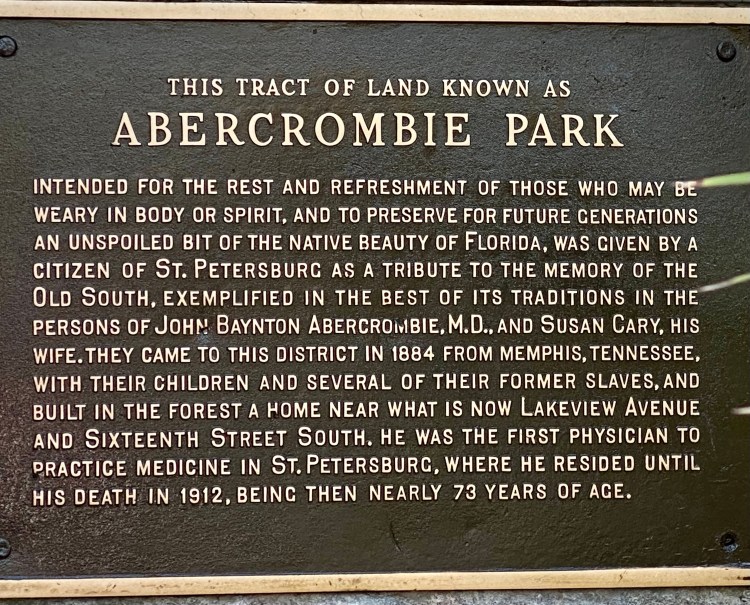 THIS TRACT OF LAND KNOWN AS
ABERCROMBIE PARK
INTENDED FOR THE REST AND REFRESHMENT OF THOSE WHO MAY BE
WEARY IN BODY OR SPIRIT, AND TO PRESERVE FOR FUTURE GENERATIONS
AN UNSPOILED BIT OF THE NATIVE BEAUTY OF FLORIDA, WAS GIVEN BY A
CITIZEN OF ST. PETERSBURG AS A TRIBUTE TO THE MEMORY OF THE
OLD SOUTH, EXEMPLIFIED IN THE BEST OF ITS TRADITIONS IN THE
PERSONS OF JOHN BAYNTON ABERCROMBIE, M.D., AND SUSAN CARY, HIS
WIFE. THEY CAME TO THIS DISTRICT IN 1884 FROM MEMPHIS, TENNESSEE,
WITH THEIR CHILDREN AND SEVERAL OF THEIR FORMER SLAVES, AND
BUILT IN THE FOREST A HOME NEAR WHAT IS NOW LAKEVIEW AVENUE
AND SIXTEENTH STREET SOUTH. HE WAS THE FIRST PHYSICIAN TO
PRACTICE MEDICINE IN ST. PETERSBURG, WHERE HE RESIDED UNTIL
HIS DEATH IN 1912, BEING THEN NEARLY 73 YEARS OF AGE.